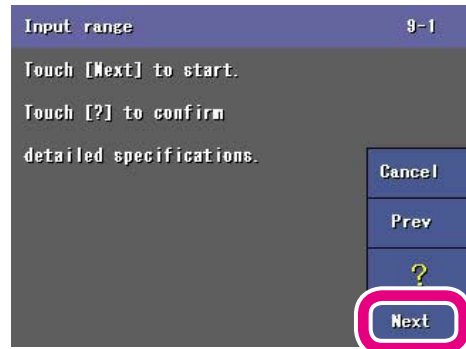 Input range 9-1
Touch [Next] to start.
Touch [?] to confirm
detailed specifications.
Cancel
Prev
?
Next